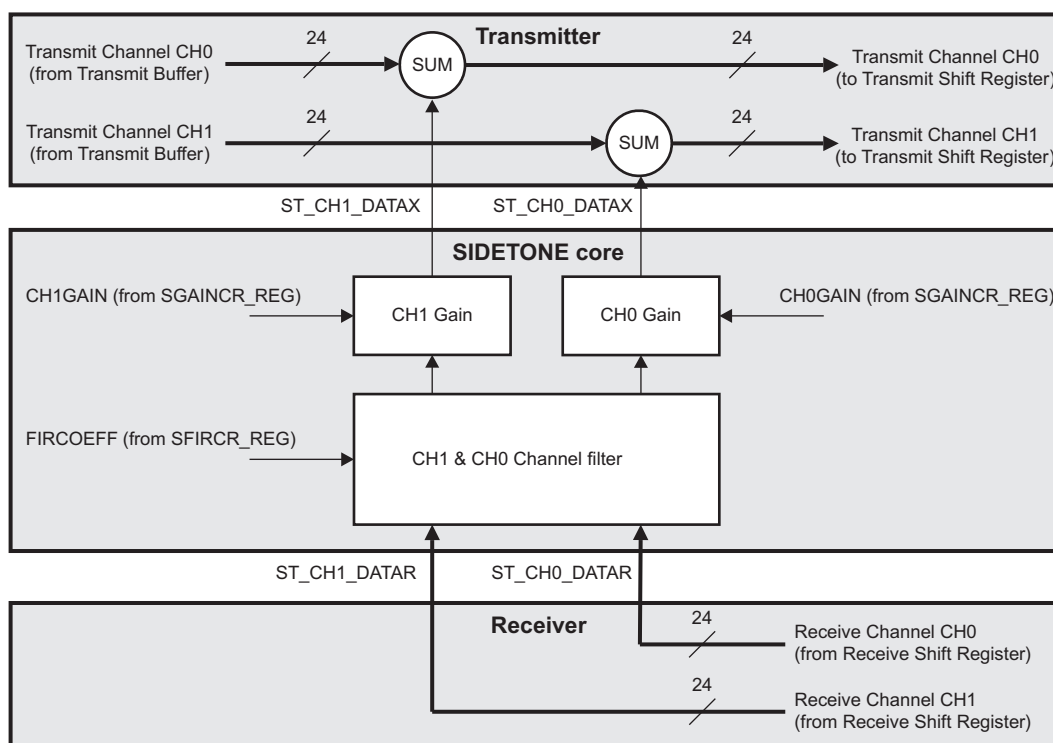 Transmitter
Transmit Channel CH0
(from Transmit Buffer)
24
SUM
24
Transmit Channel CH0
(to Transmit Shift Register)
Transmit Channel CH1
(from Transmit Buffer)
24
SUM
24
Transmit Channel CH1
(to Transmit Shift Register)
ST_CH1_DATAX
ST_CH0_DATAX
SIDETONE core
CH1GAIN (from SGAINCR_REG)
CH1 Gain
CH0 Gain
CH0GAIN (from SGAINCR_REG)
FIRCOEFF (from SFIRCR_REG)
CH1 & CH0 Channel filter
ST_CH1_DATAR
ST_CH0_DATAR
Receiver
24
Receive Channel CH0
(from Receive Shift Register)
24
Receive Channel CH1
(from Receive Shift Register)